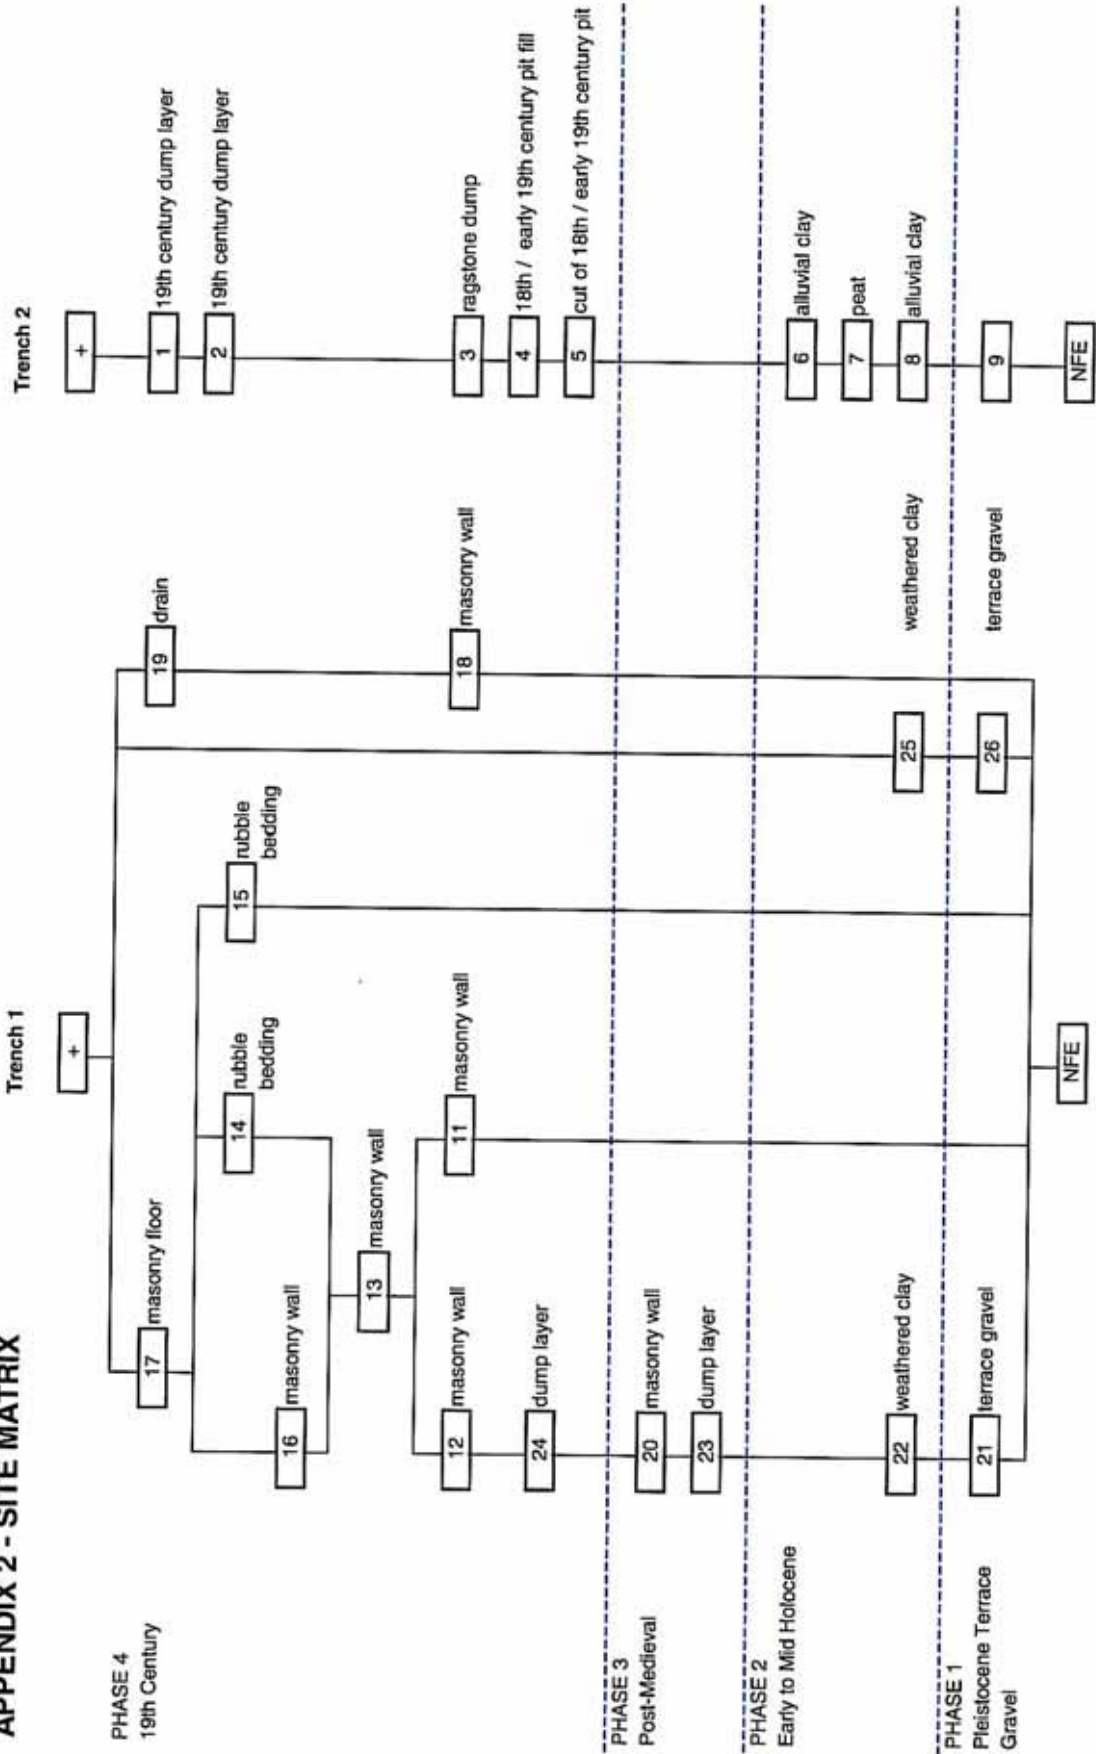 APPENDIX 2 - SITE MATRIX
Trench 1
Trench 2
+
+
PHASE 4
19th Century
17
masonry floor
19
drain
1
19th century dump layer
14
rubble
bedding
15
rubble
bedding
2
19th century dump layer
16
masonry wall
13
masonry wall
12
masonry wall
11
masonry wall
18
masonry wall
3
ragstone dump
24
dump layer
4
18th / early 19th century pit fill
5
cut of 18th / early 19th century pit
PHASE 3
Post-Medieval
20
masonry wall
23
dump layer
PHASE 2
Early to Mid Holocene
6
alluvial clay
7
peat
22
weathered clay
25
weathered clay
8
alluvial clay
PHASE 1
Pleistocene Terrace
Gravel
21
terrace gravel
26
terrace gravel
9
NFE
NFE